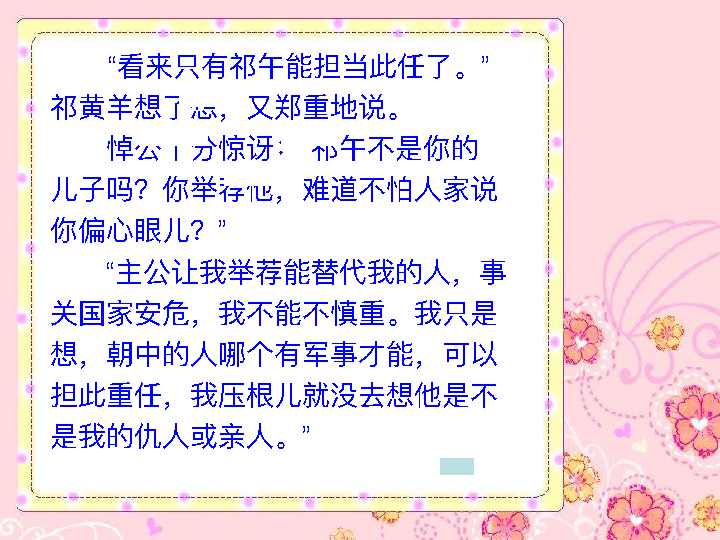 “看来只有祁午能担当此任了。”
祁黄羊想了想，又郑重地说。
悼公十分惊讶：祁午不是你的
儿子吗？你举荐他，难道不怕人家说
你偏心眼儿？”
“主公让我举荐能替代我的人，事
关国家安危，我不能不慎重。我只是
想，朝中的人哪个有军事才能，可以
担此重任，我压根儿就没去想他是不
是我的仇人或亲人。”